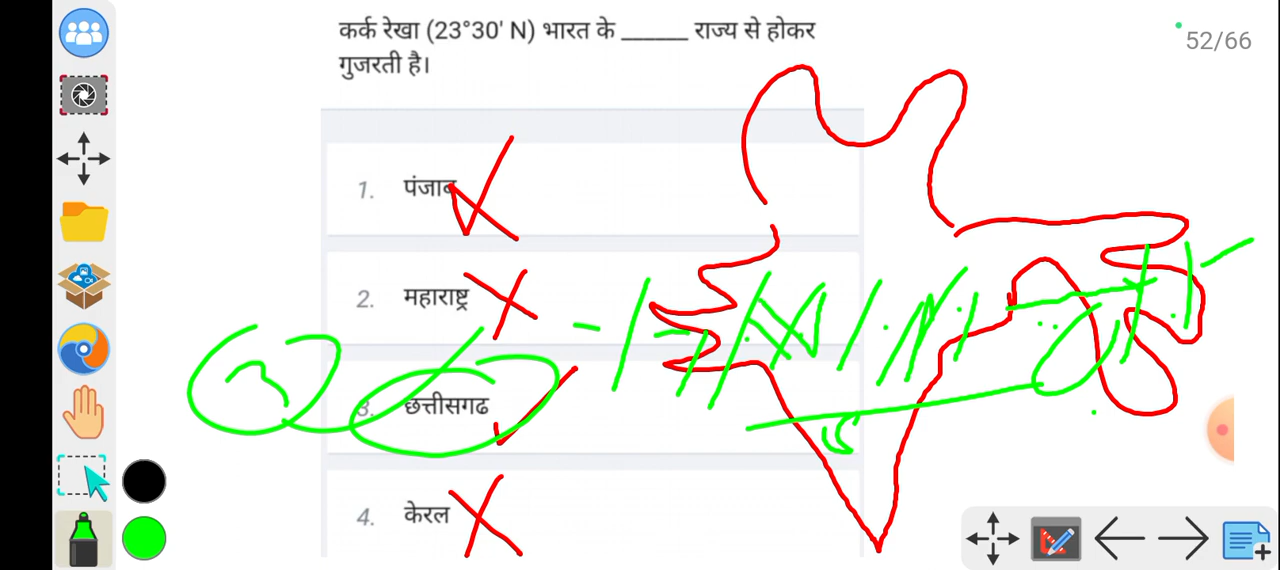 कर्क रेखा (23°30' N) भारत के ______ राज्य से होकर
गुजरती है।
52/66
1. पंजाब
2. महाराष्ट्र
3. छत्तीसगढ
4. केरल